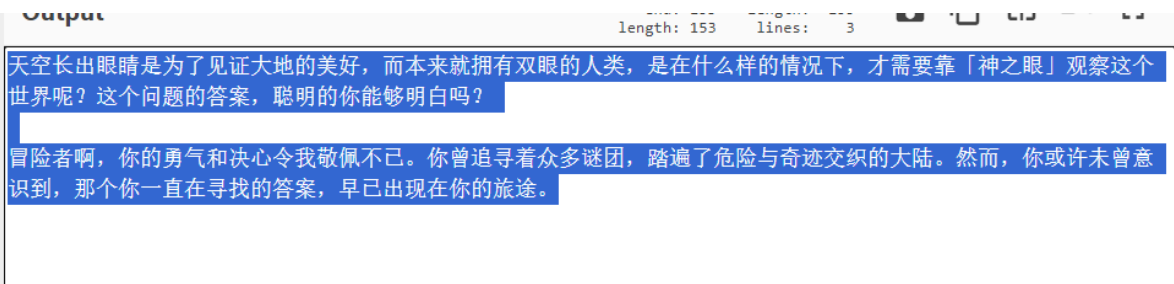 Output
length: 153 lines: 3
天空长出眼睛是为了见证大地的美好，而本来就拥有双眼的人类，是在什么样的情况下，才需要靠「神之眼」观察这个
世界呢？这个问题的答案，聪明的你能够明白吗？
冒险者啊，你的勇气和决心令我敬佩不已。你曾追寻着众多谜团，踏遍了危险与奇迹交织的大陆。然而，你或许未曾意
识到，那个你一直在寻找的答案，早已出现在你的旅途。